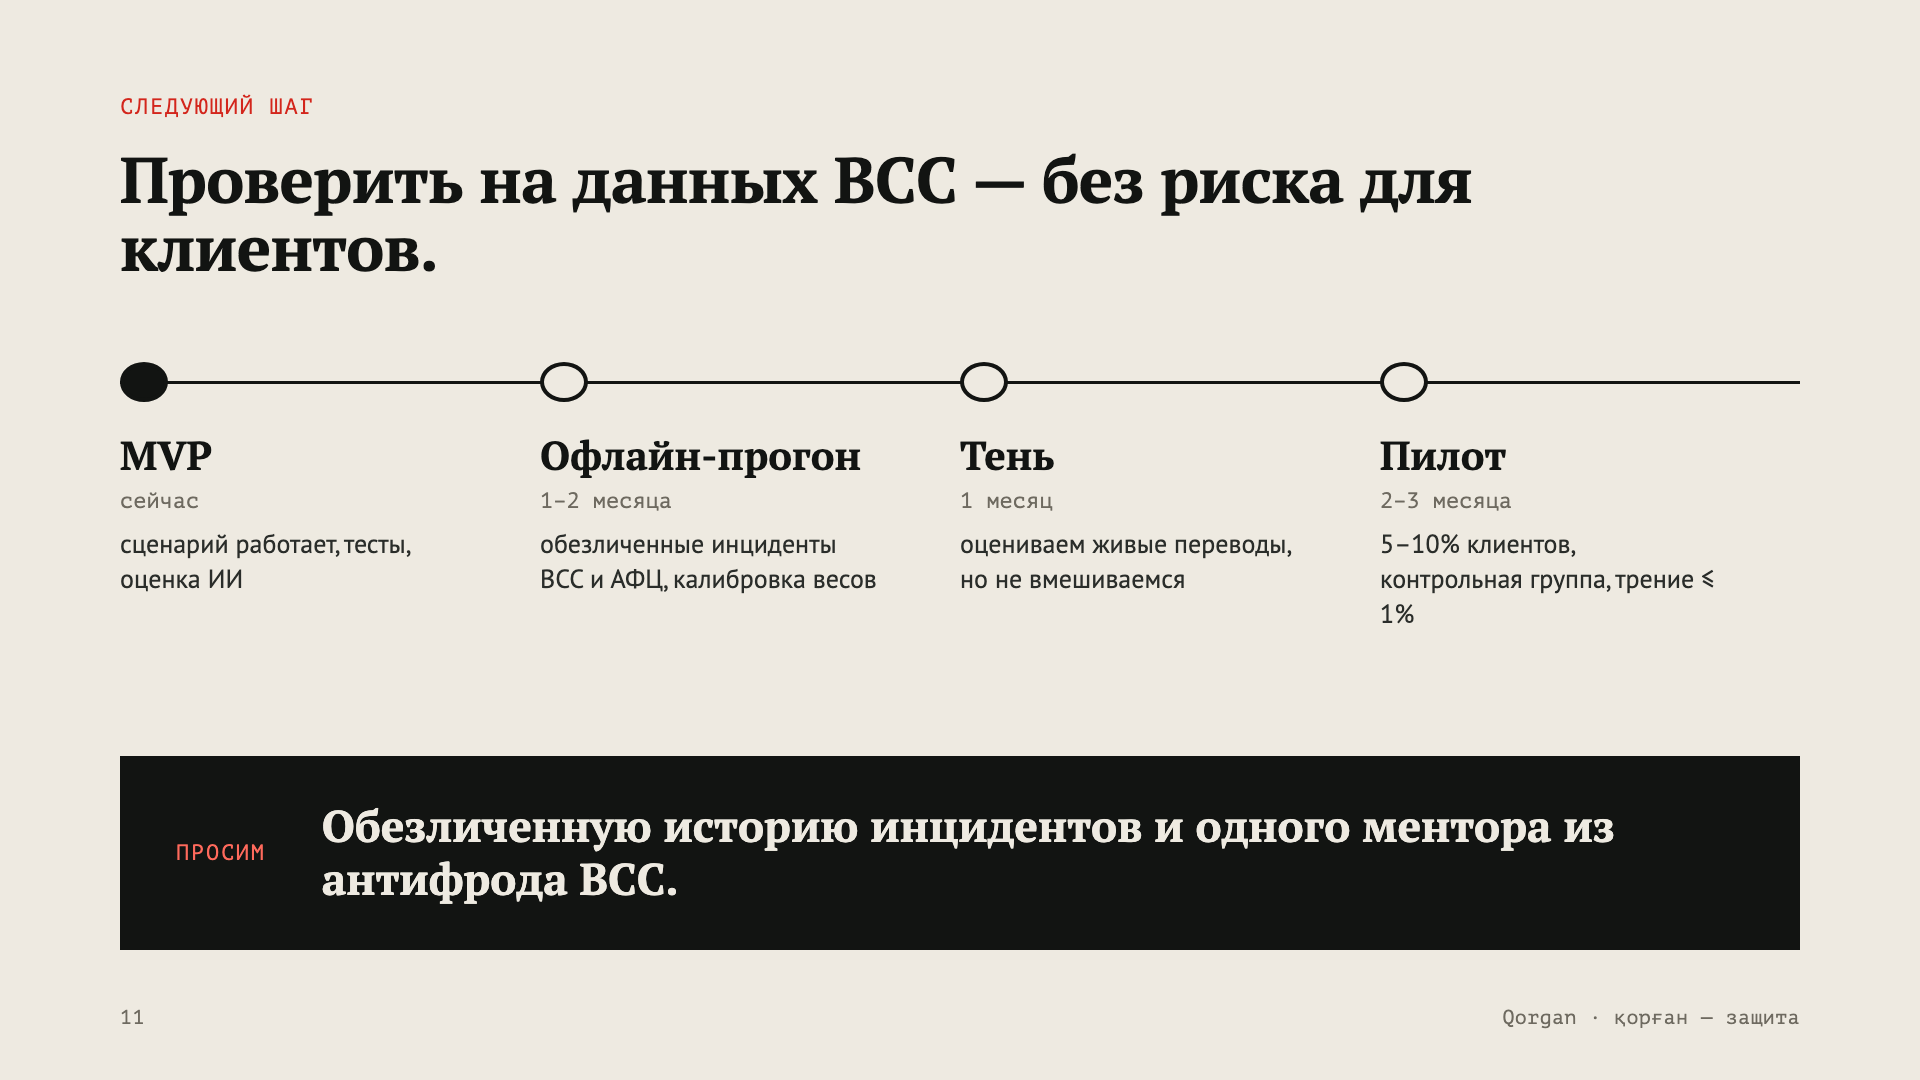 СЛЕДУЮЩИЙ ШАГ
Проверить на данных ВСС — без риска для
клиентов.
MVP
сейчас
сценарий работает, тесты,
оценка ИИ
Офлайн-прогон
1–2 месяца
обезличенные инциденты
ВСС и АФЦ, калибровка весов
Тень
1 месяц
оцениваем живые переводы,
но не вмешиваемся
Пилот
2–3 месяца
5–10% клиентов,
контрольная группа, трение ≤
1%
ПРОСИМ
Обезличенную историю инцидентов и одного ментора из
антифрода ВСС.
11
Qorgan · қорған — защита